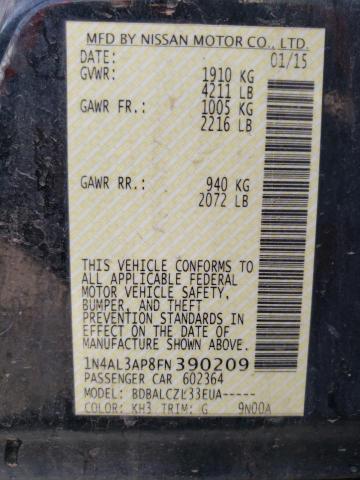 MFD BY NISSAN MOTOR CO., LTD.
DATE: 01/15
GVWR: 1910 KG
4211 LB
GAWR FR.: 1005 KG
2216 LB
GAWR RR.: 940 KG
2072 LB
THIS VEHICLE CONFORMS TO
ALL APPLICABLE FEDERAL
MOTOR VEHICLE SAFETY,
BUMPER, AND THEFT
PREVENTION STANDARDS IN
EFFECT ON THE DATE OF
MANUFACTURE SHOWN ABOVE.
1N4AL3AP8FN 390209
PASSENGER CAR 602364
MODEL: BDBALCZL33EUA-----
COLOR: KH3 TRIM: G 9N00A